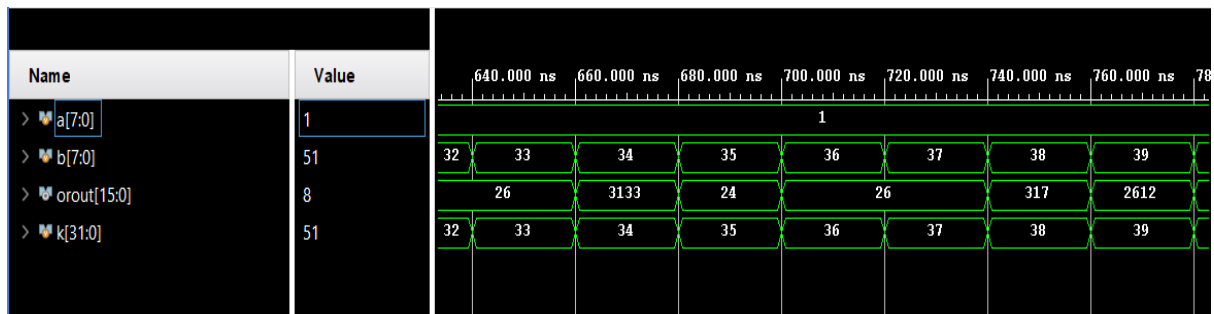 Name Value 640.000 ns 660.000 ns 680.000 ns 700.000 ns 720.000 ns 740.000 ns 760.000 ns 78
a[7:0] 1 1
b[7:0] 51 32 33 34 35 36 37 38 39
orout[15:0] 8 26 3133 24 26 317 2612
k[31:0] 51 32 33 34 35 36 37 38 39